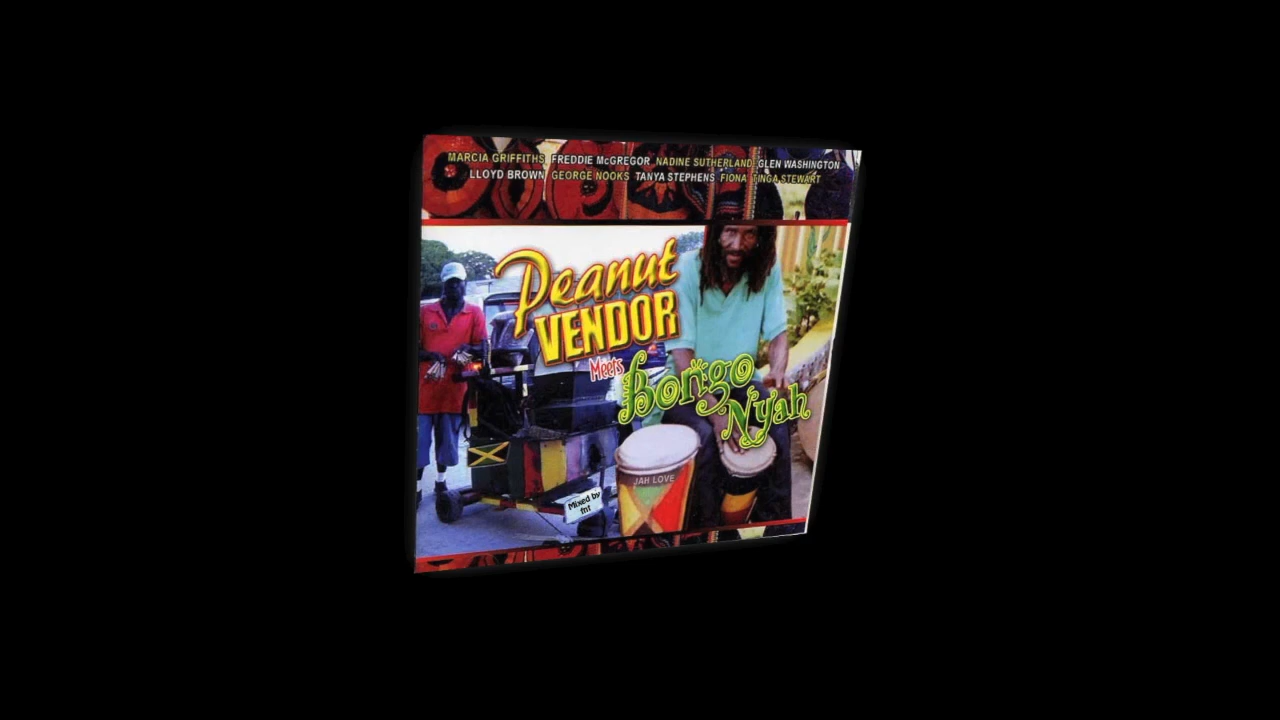 MARCIA GRIFFITHS FREDDIE McGREGOR NADINE SUTHERLAND GLEN WASHINGTON
LLOYD BROWN GEORGE NOOKS TANYA STEPHENS FIONA TINGA STEWART
Peanut
VENDOR
Meets
Bongo
Nyah
JAH LOVE
Mixed by
fnt